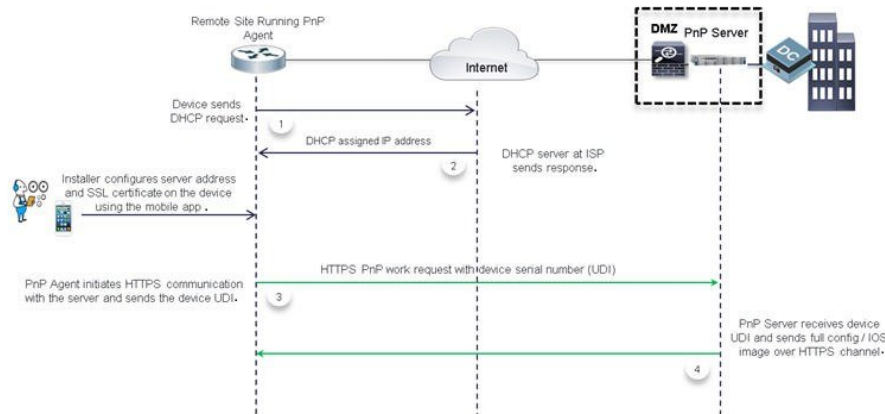 Remote Site Running PnP
Agent
DMZ
PnP Server
DC
Internet
Device sends
DHCP request.
1
DHCP assigned IP address
2
DHCP server at ISP
sends response.
Installer configures server address
and SSL certificate on the device
using the mobile app .
HTTPS PnP work request with device serial number (UDI)
PnP Agent initiates HTTPS communication
with the server and sends the device UDI.
3
PnP Server receives device
UDI and sends full config / IOS
image over HTTPS channel.
4